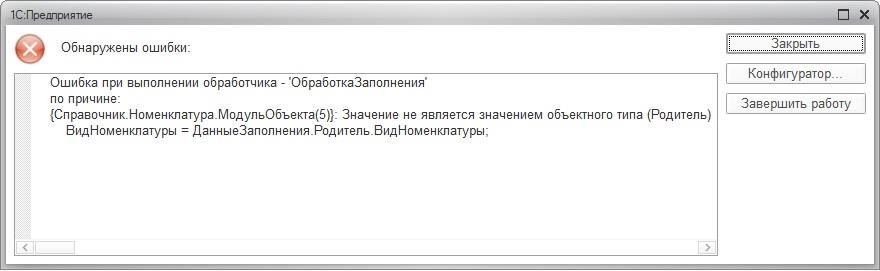 1С:Предприятие
Обнаружены ошибки:
Закрыть
Конфигуратор...
Завершить работу
Ошибка при выполнении обработчика - 'ОбработкаЗаполнения'
по причине:
{Справочник.Номенклатура.МодульОбъекта(5)}: Значение не является значением объектного типа (Родитель)
ВидНоменклатуры = ДанныеЗаполнения.Родитель.ВидНоменклатуры;